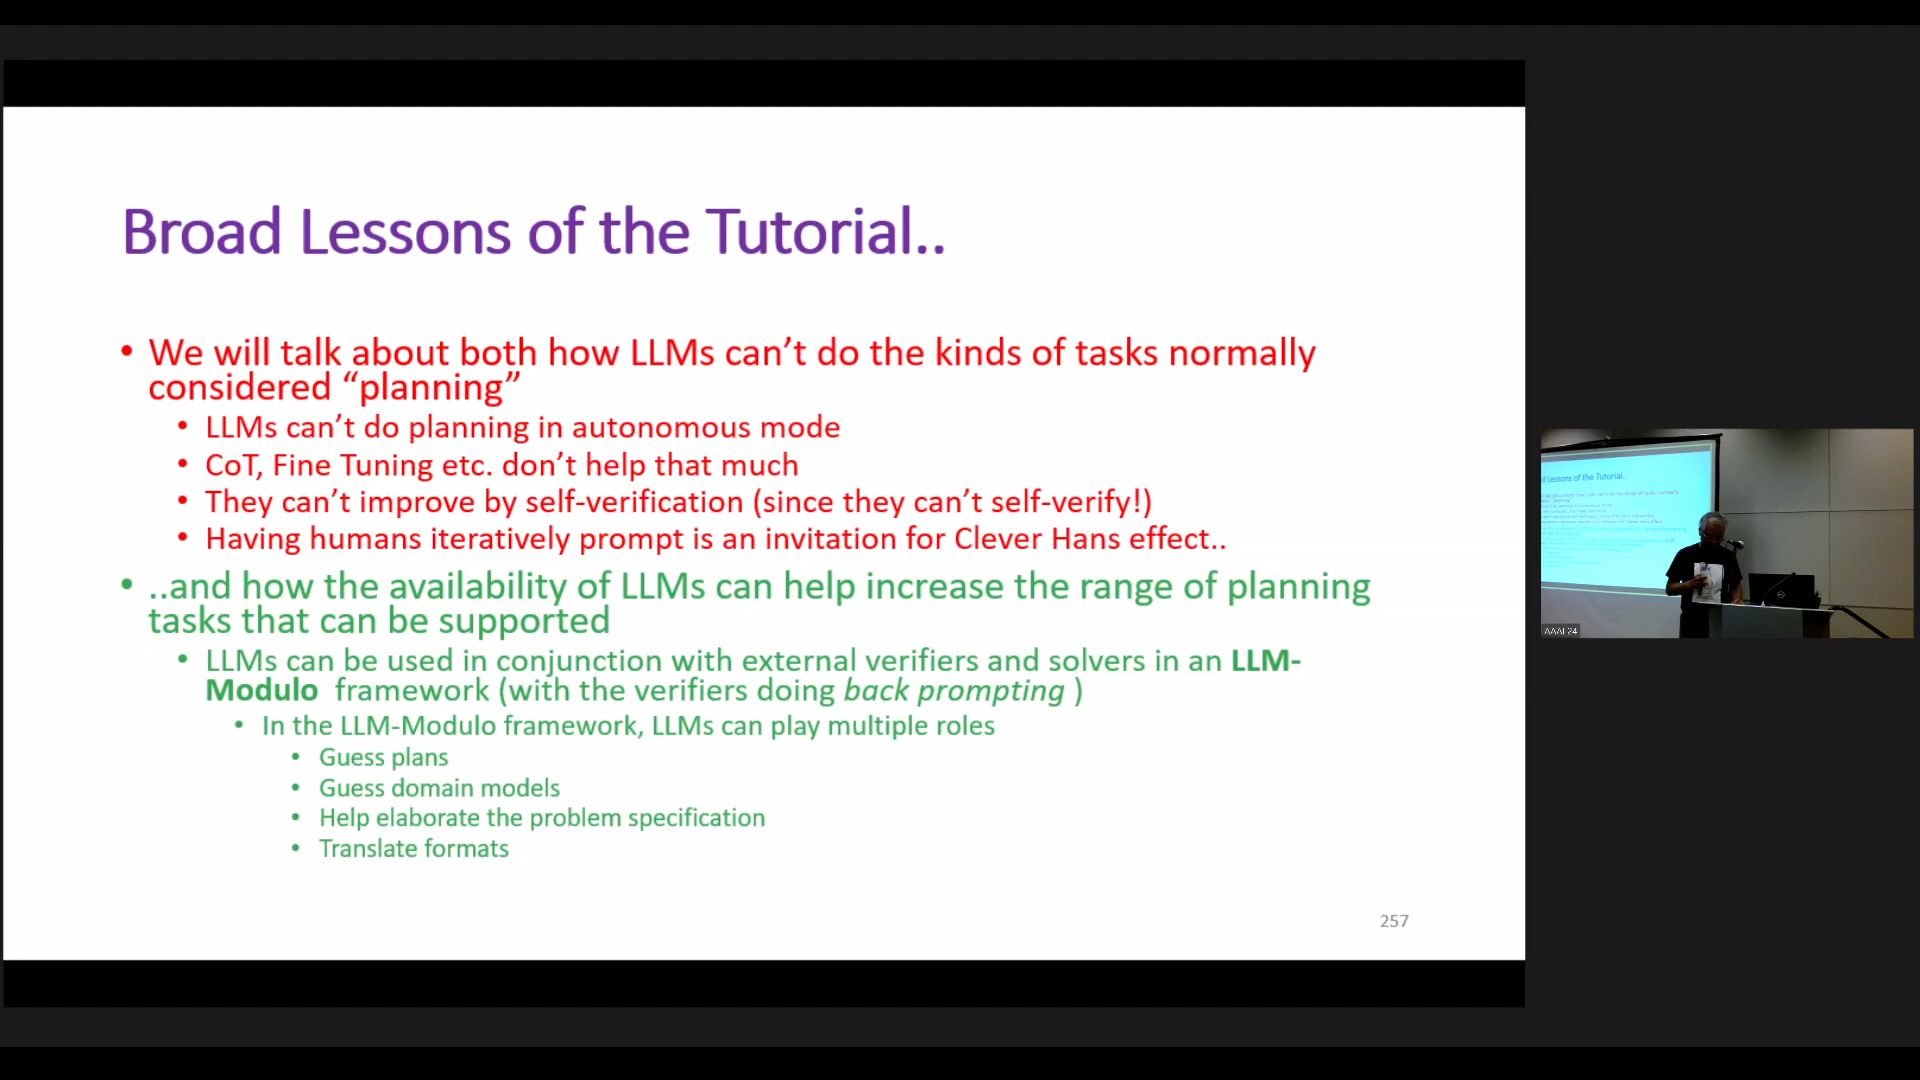 Broad Lessons of the Tutorial..
• We will talk about both how LLMs can’t do the kinds of tasks normally
considered “planning”
• LLMs can’t do planning in autonomous mode
• CoT, Fine Tuning etc. don’t help that much
• They can’t improve by self-verification (since they can’t self-verify!)
• Having humans iteratively prompt is an invitation for Clever Hans effect..
• ..and how the availability of LLMs can help increase the range of planning
tasks that can be supported
• LLMs can be used in conjunction with external verifiers and solvers in an LLM-
Modulo framework (with the verifiers doing back prompting )
• In the LLM-Modulo framework, LLMs can play multiple roles
• Guess plans
• Guess domain models
• Help elaborate the problem specification
• Translate formats
257
d Lessons of the Tutorial..
AAAI 24